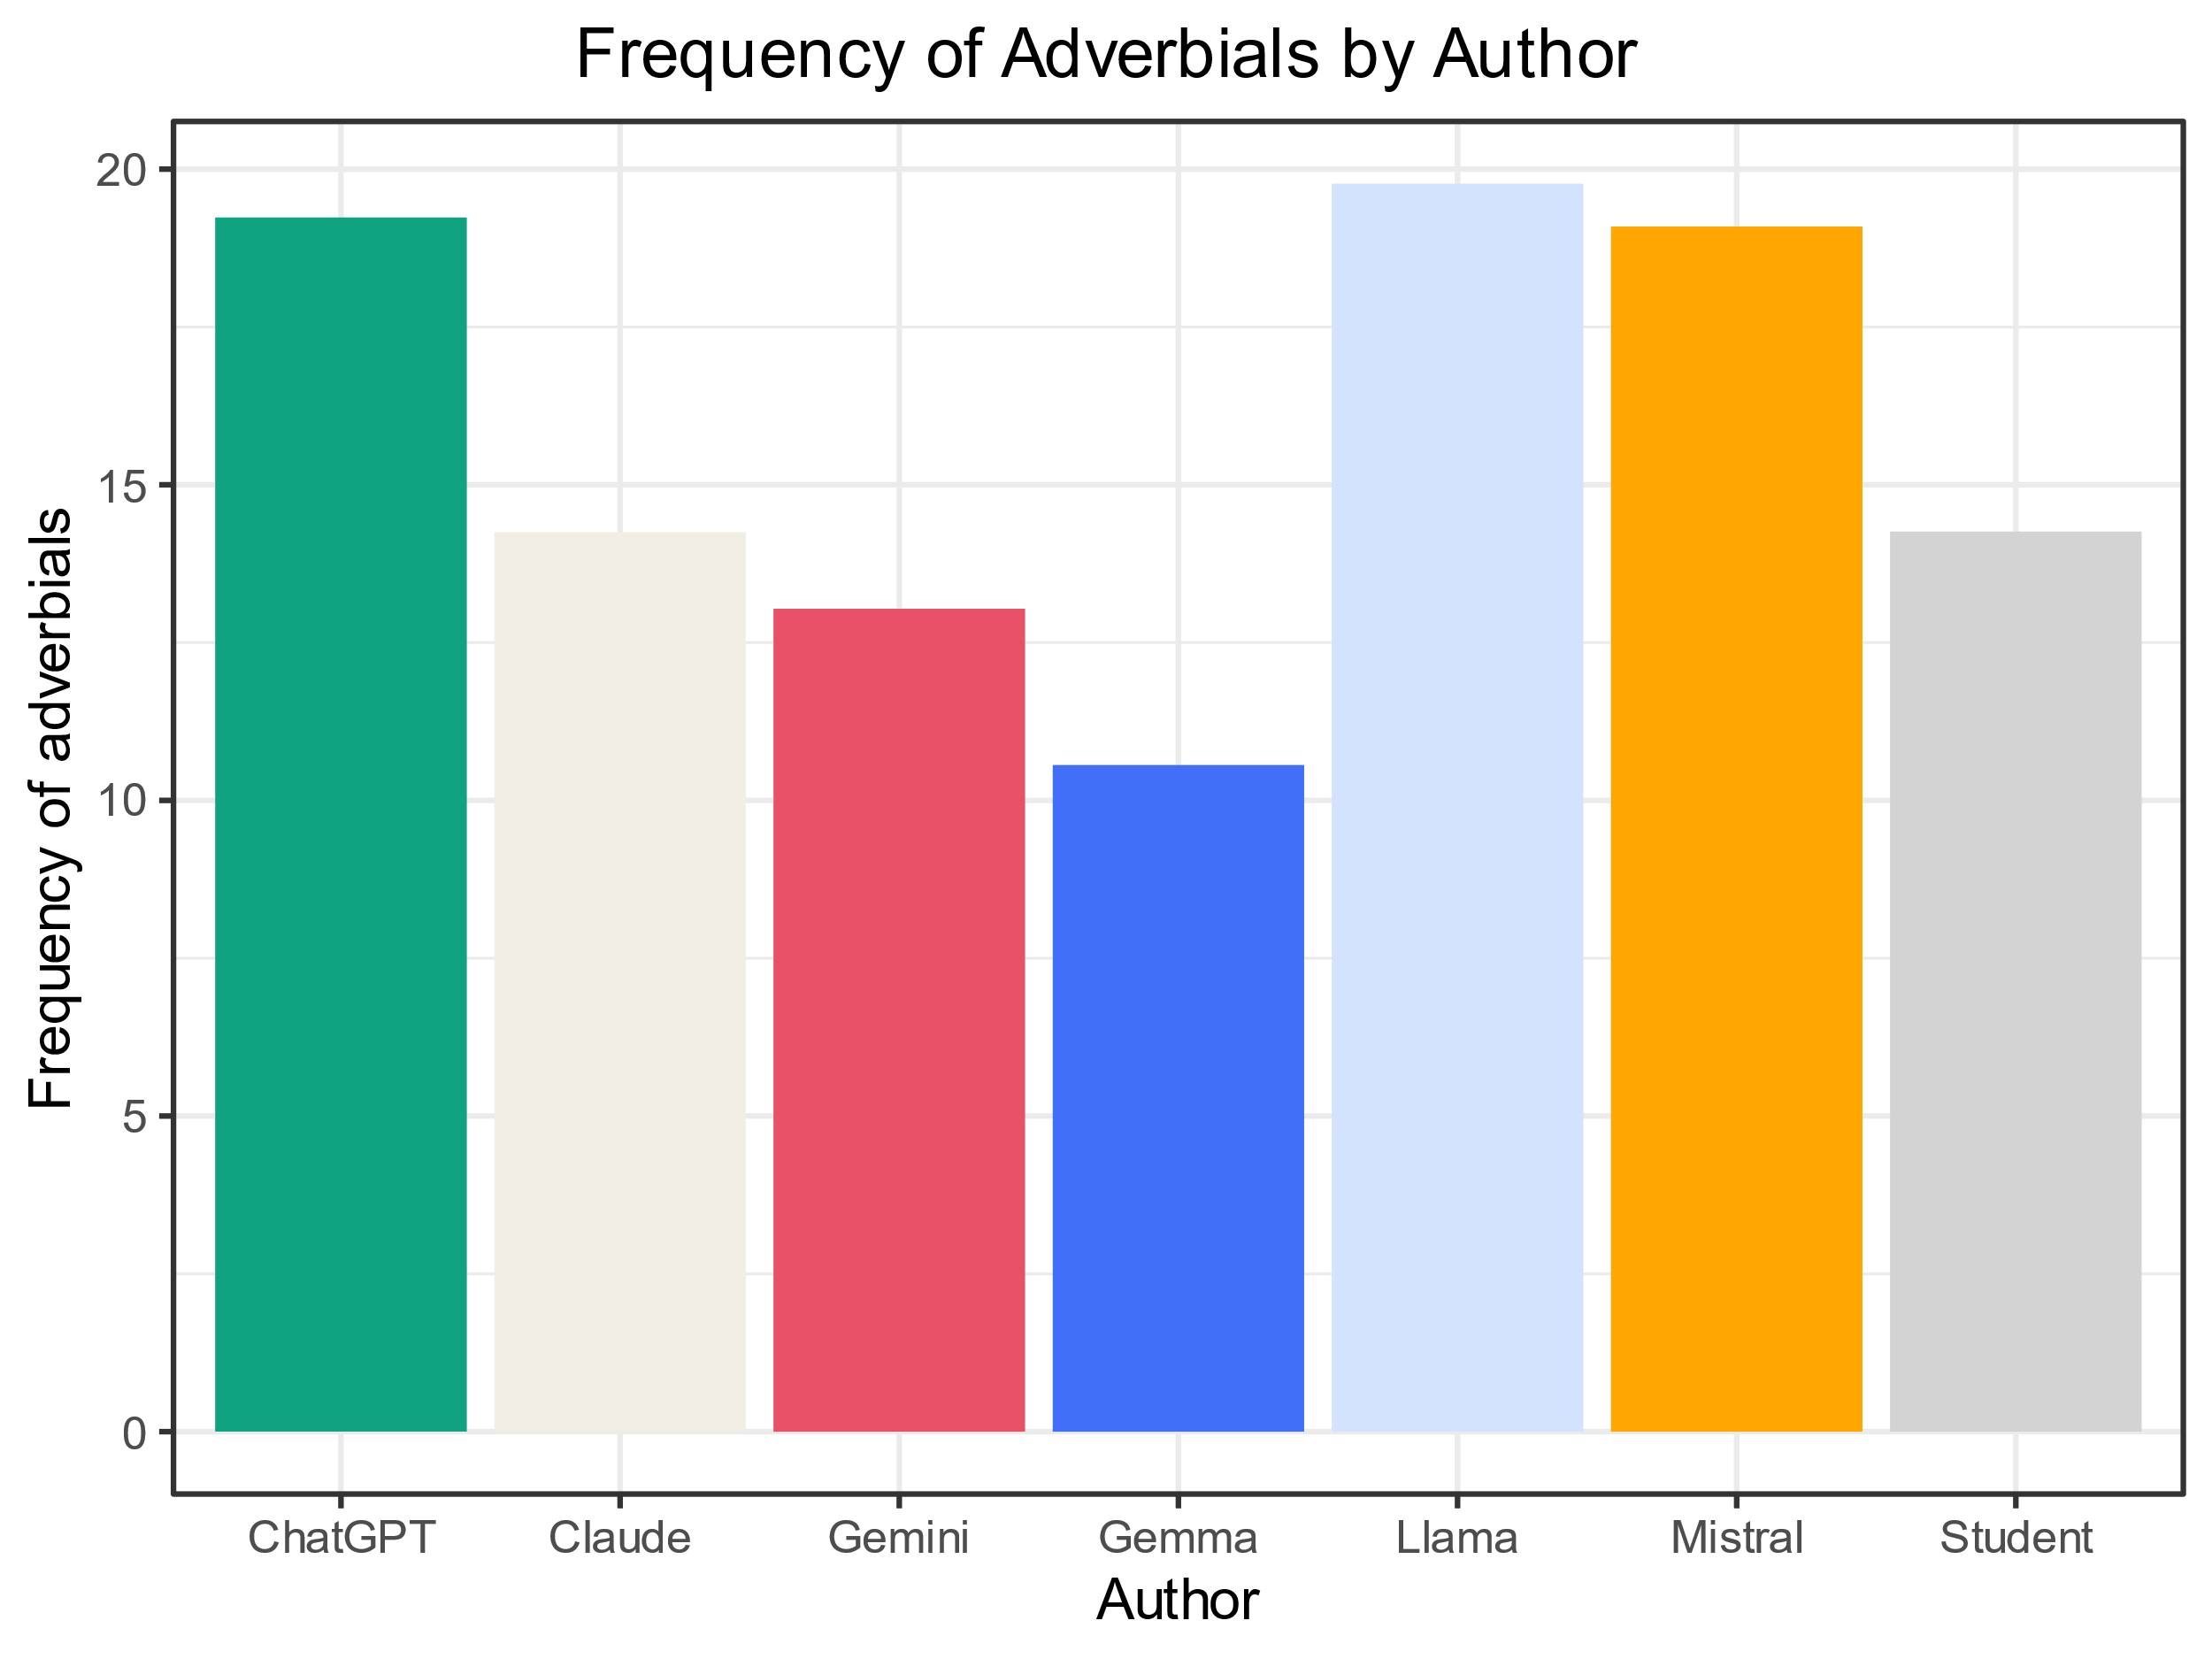 Frequency of Adverbials by Author
Frequency of adverbials
20
15
10
5
0
ChatGPT Claude Gemini Gemma Llama Mistral Student
Author